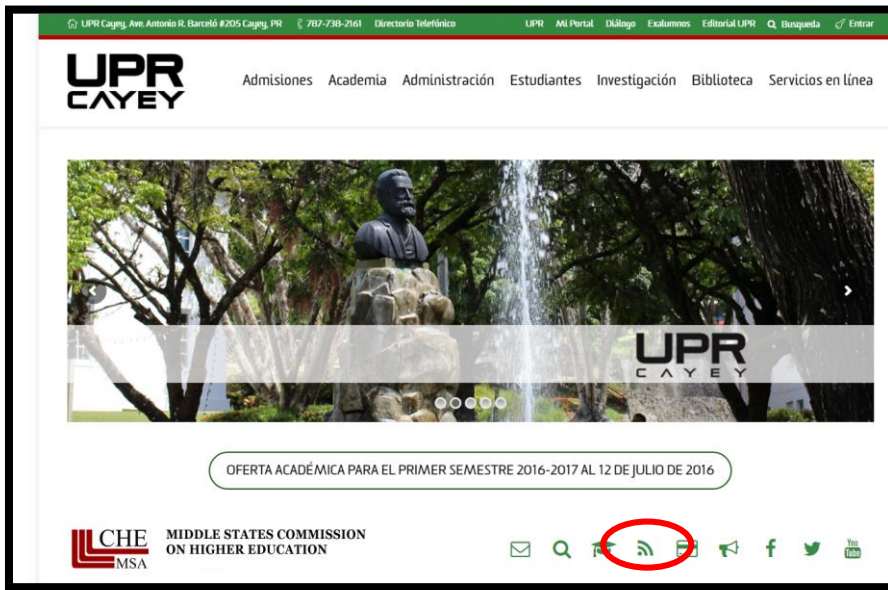 UPR Cayey, Ave. Antonio R. Barceló #205 Cayey, PR 787-738-2161 Directorio Telefónico UPR Mi Portal Diálogo Exalumnos Editorial UPR Busqueda Entrar
UPR
CAYEY
Admisiones Academia Administración Estudiantes Investigación Biblioteca Servicios en línea
UPR
CAYEY
OFERTA ACADÉMICA PARA EL PRIMER SEMESTRE 2016-2017 AL 12 DE JULIO DE 2016
CHE
MSA
MIDDLE STATES COMMISSION
ON HIGHER EDUCATION
You
Tube